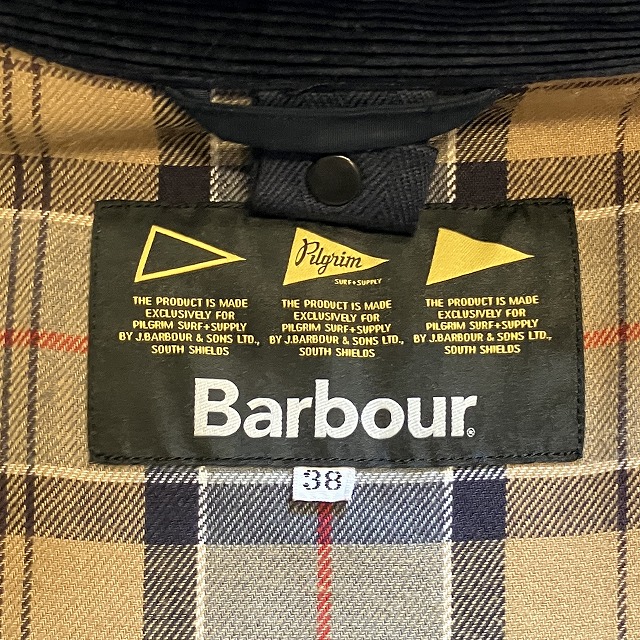 Pilgrim
SURF+SUPPLY
THE PRODUCT IS MADE
EXCLUSIVELY FOR
PILGRIM SURF+SUPPLY
BY J.BARBOUR & SONS LTD.,
SOUTH SHIELDS
THE PRODUCT IS MADE
EXCLUSIVELY FOR
PILGRIM SURF+SUPPLY
BY J.BARBOUR & SONS LTD.,
SOUTH SHIELDS
THE PRODUCT IS MADE
EXCLUSIVELY FOR
PILGRIM SURF+SUPPLY
BY J.BARBOUR & SONS LTD.,
SOUTH SHIELDS
Barbour®
38